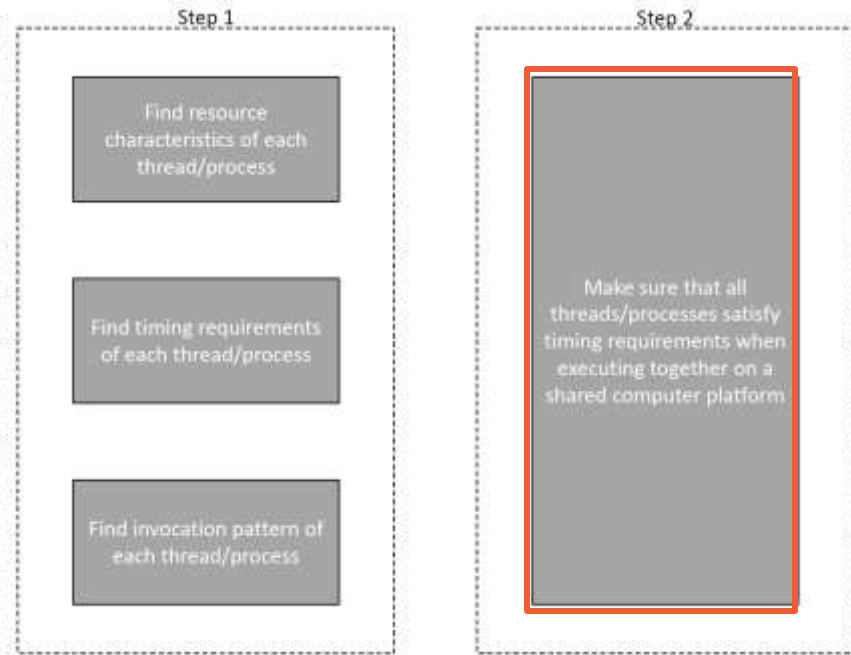 Step 1
Find resource
characteristics of each
thread/process
Find timing requirements
of each thread/process
Find invocation pattern of
each thread/process
Step 2
Make sure that all
threads/processes satisfy
timing requirements when
executing together on a
shared computer platform